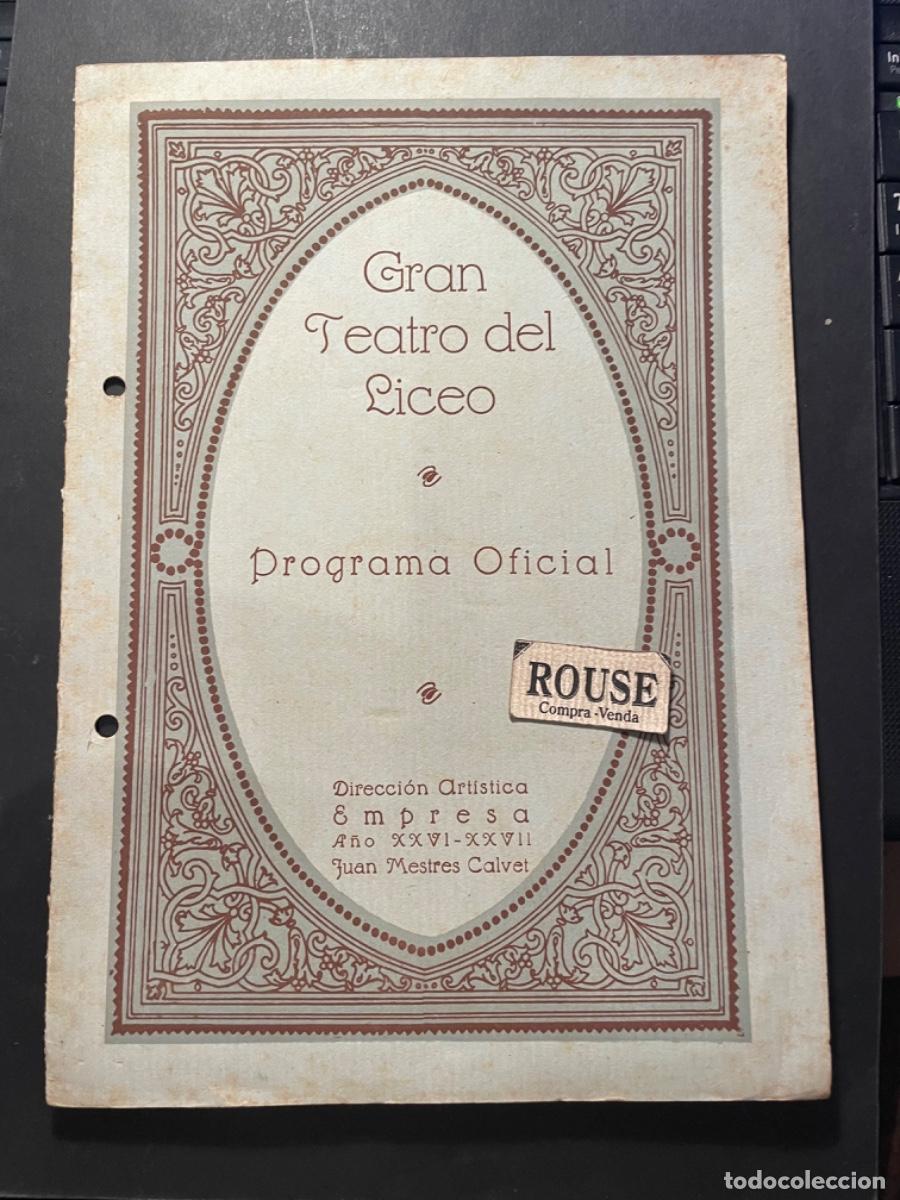 Gran
Teatro del
Liceo
Programa Oficial
ROUSE
Compra-Venda
Dirección Artística
Empresa
Año XXVI-XXVII
Juan Mestres Calvet
todocoleccion